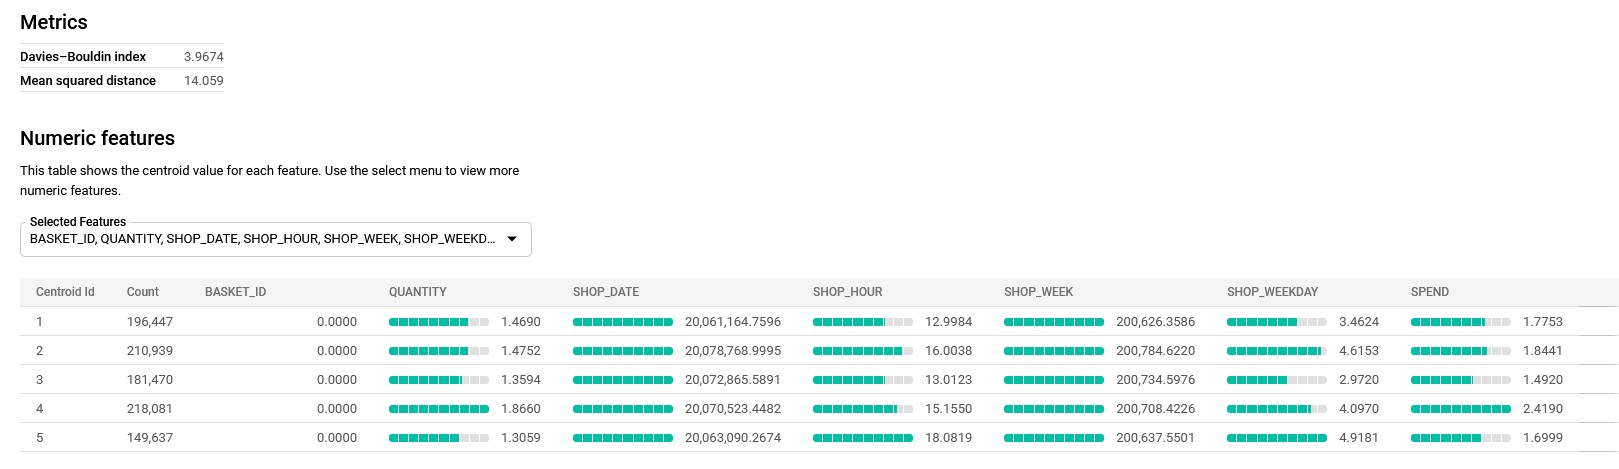 Metrics
Davies–Bouldin index 3.9674
Mean squared distance 14.059
Numeric features
This table shows the centroid value for each feature. Use the select menu to view more
numeric features.
Selected Features
BASKET_ID, QUANTITY, SHOP_DATE, SHOP_HOUR, SHOP_WEEK, SHOP_WEEKD...
Centroid Id Count BASKET_ID QUANTITY SHOP_DATE SHOP_HOUR SHOP_WEEK SHOP_WEEKDAY SPEND
1 196,447 0.0000 1.4690 20,061,164.7596 12.9984 200,626.3586 3.4624 1.7753
2 210,939 0.0000 1.4752 20,078,768.9995 16.0038 200,784.6220 4.6153 1.8441
3 181,470 0.0000 1.3594 20,072,865.5891 13.0123 200,734.5976 2.9720 1.4920
4 218,081 0.0000 1.8660 20,070,523.4482 15.1550 200,708.4226 4.0970 2.4190
5 149,637 0.0000 1.3059 20,063,090.2674 18.0819 200,637.5501 4.9181 1.6999